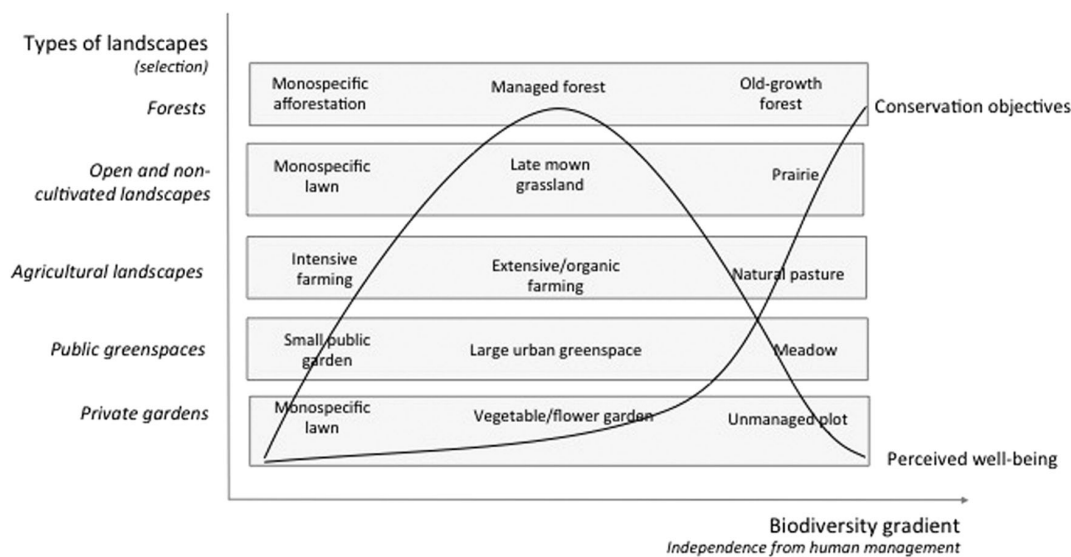 Types of landscapes
(selection)
Forests
Monospecific
afforestation
Managed forest
Old-growth
forest
Conservation objectives
Open and non-
cultivated landscapes
Monospecific
lawn
Late mown
grassland
Prairie
Agricultural landscapes
Intensive
farming
Extensive/organic
farming
Natural pasture
Public greenspaces
Small public
garden
Large urban greenspace
Meadow
Private gardens
Monospecific
lawn
Vegetable/flower garden
Unmanaged plot
Perceived well-being
Biodiversity gradient
Independence from human management